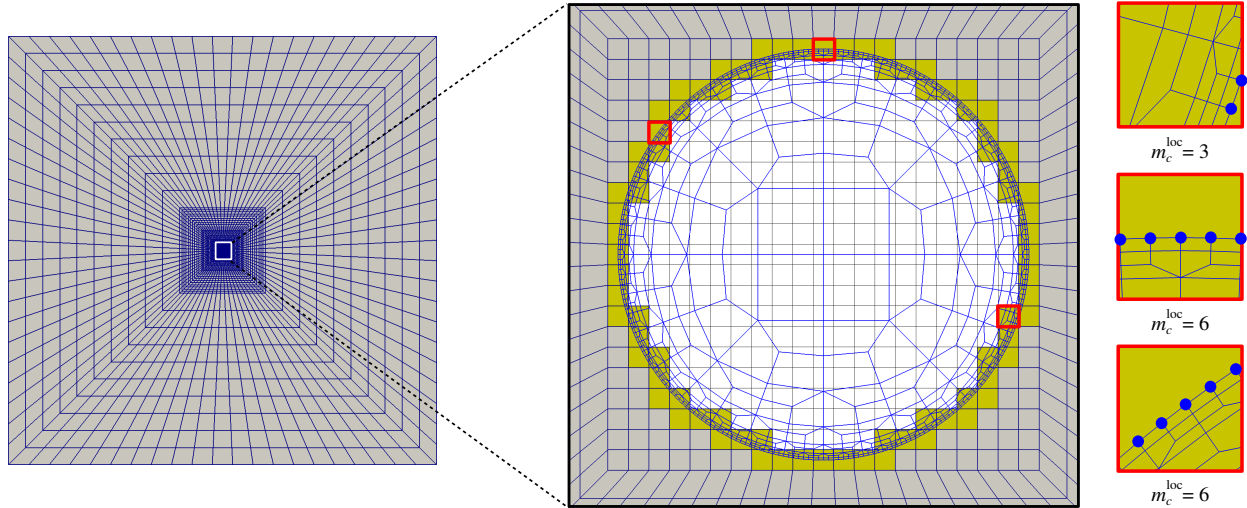 m_c^loc = 3
m_c^loc = 6
m_c^loc = 6